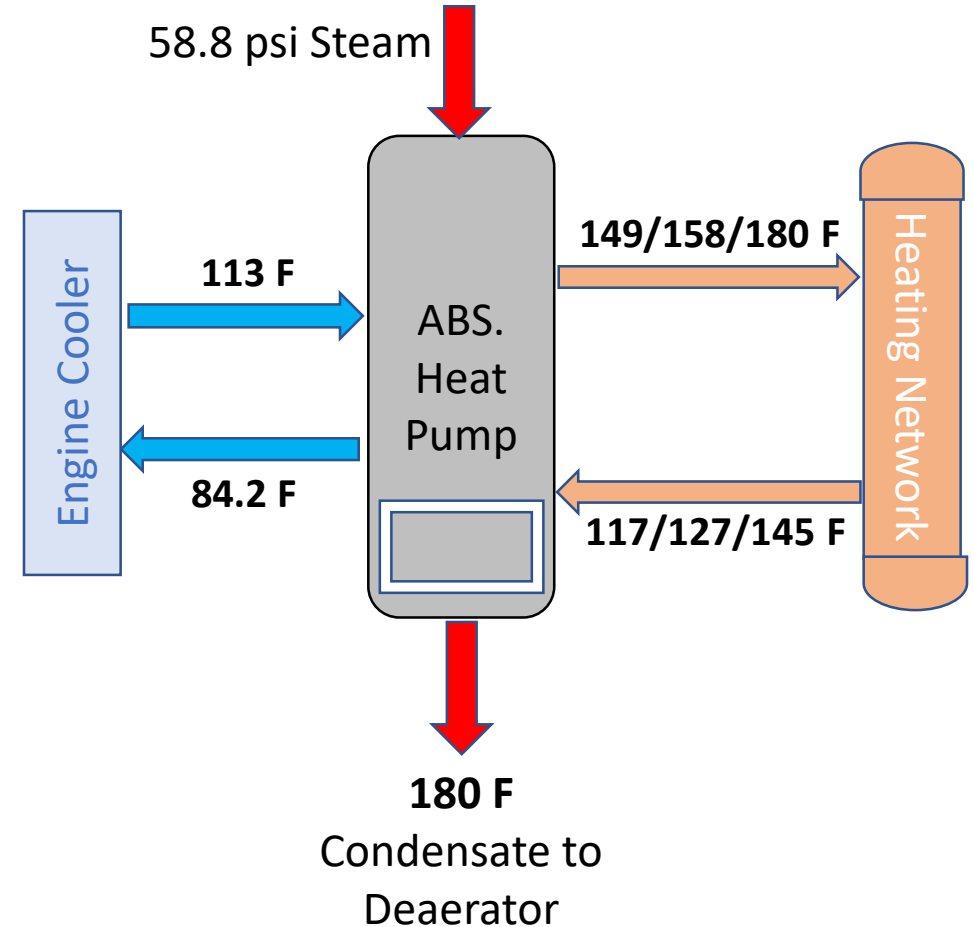 58.8 psi Steam
Engine Cooler
113 F
84.2 F
ABS.
Heat
Pump
149/158/180 F
117/127/145 F
Heating Network
180 F
Condensate to
Deaerator